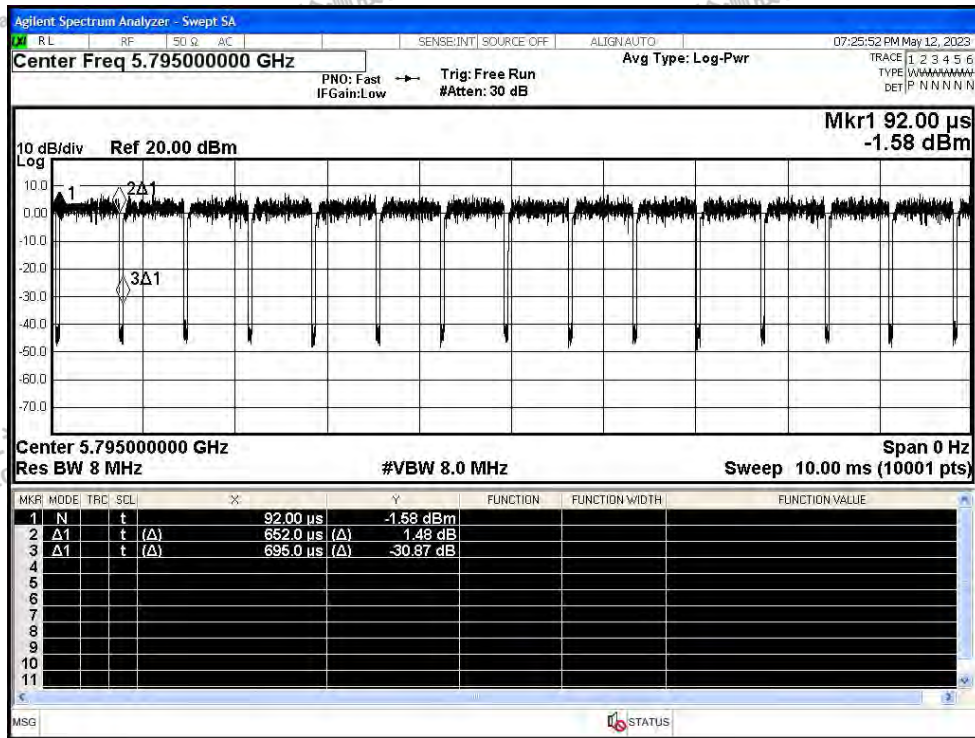 Agilent Spectrum Analyzer - Swept SA
LXI RL RF 50 Ω AC SENSE:INT SOURCE OFF ALIGNAUTO 07:25:52 PM May 12, 2023
Center Freq 5.795000000 GHz
PNO: Fast
IFGain:Low
Trig: Free Run
#Atten: 30 dB
Avg Type: Log-Pwr
TRACE 1 2 3 4 5 6
TYPE WWWWWW
DET P N N N N N
Mkr1 92.00 µs
-1.58 dBm
10 dB/div
Log
Ref 20.00 dBm
10.0
0.00
-10.0
-20.0
-30.0
-40.0
-50.0
-60.0
-70.0
1
2Δ1
3Δ1
Center 5.795000000 GHz
Res BW 8 MHz
#VBW 8.0 MHz
Span 0 Hz
Sweep 10.00 ms (10001 pts)
MKR MODE TRC SCL X Y FUNCTION FUNCTION WIDTH FUNCTION VALUE
1 N t 92.00 µs -1.58 dBm
2 Δ1 t (Δ) 652.0 µs (Δ) 1.48 dB
3 Δ1 t (Δ) 695.0 µs (Δ) -30.87 dB
4
5
6
7
8
9
10
11
MSG STATUS